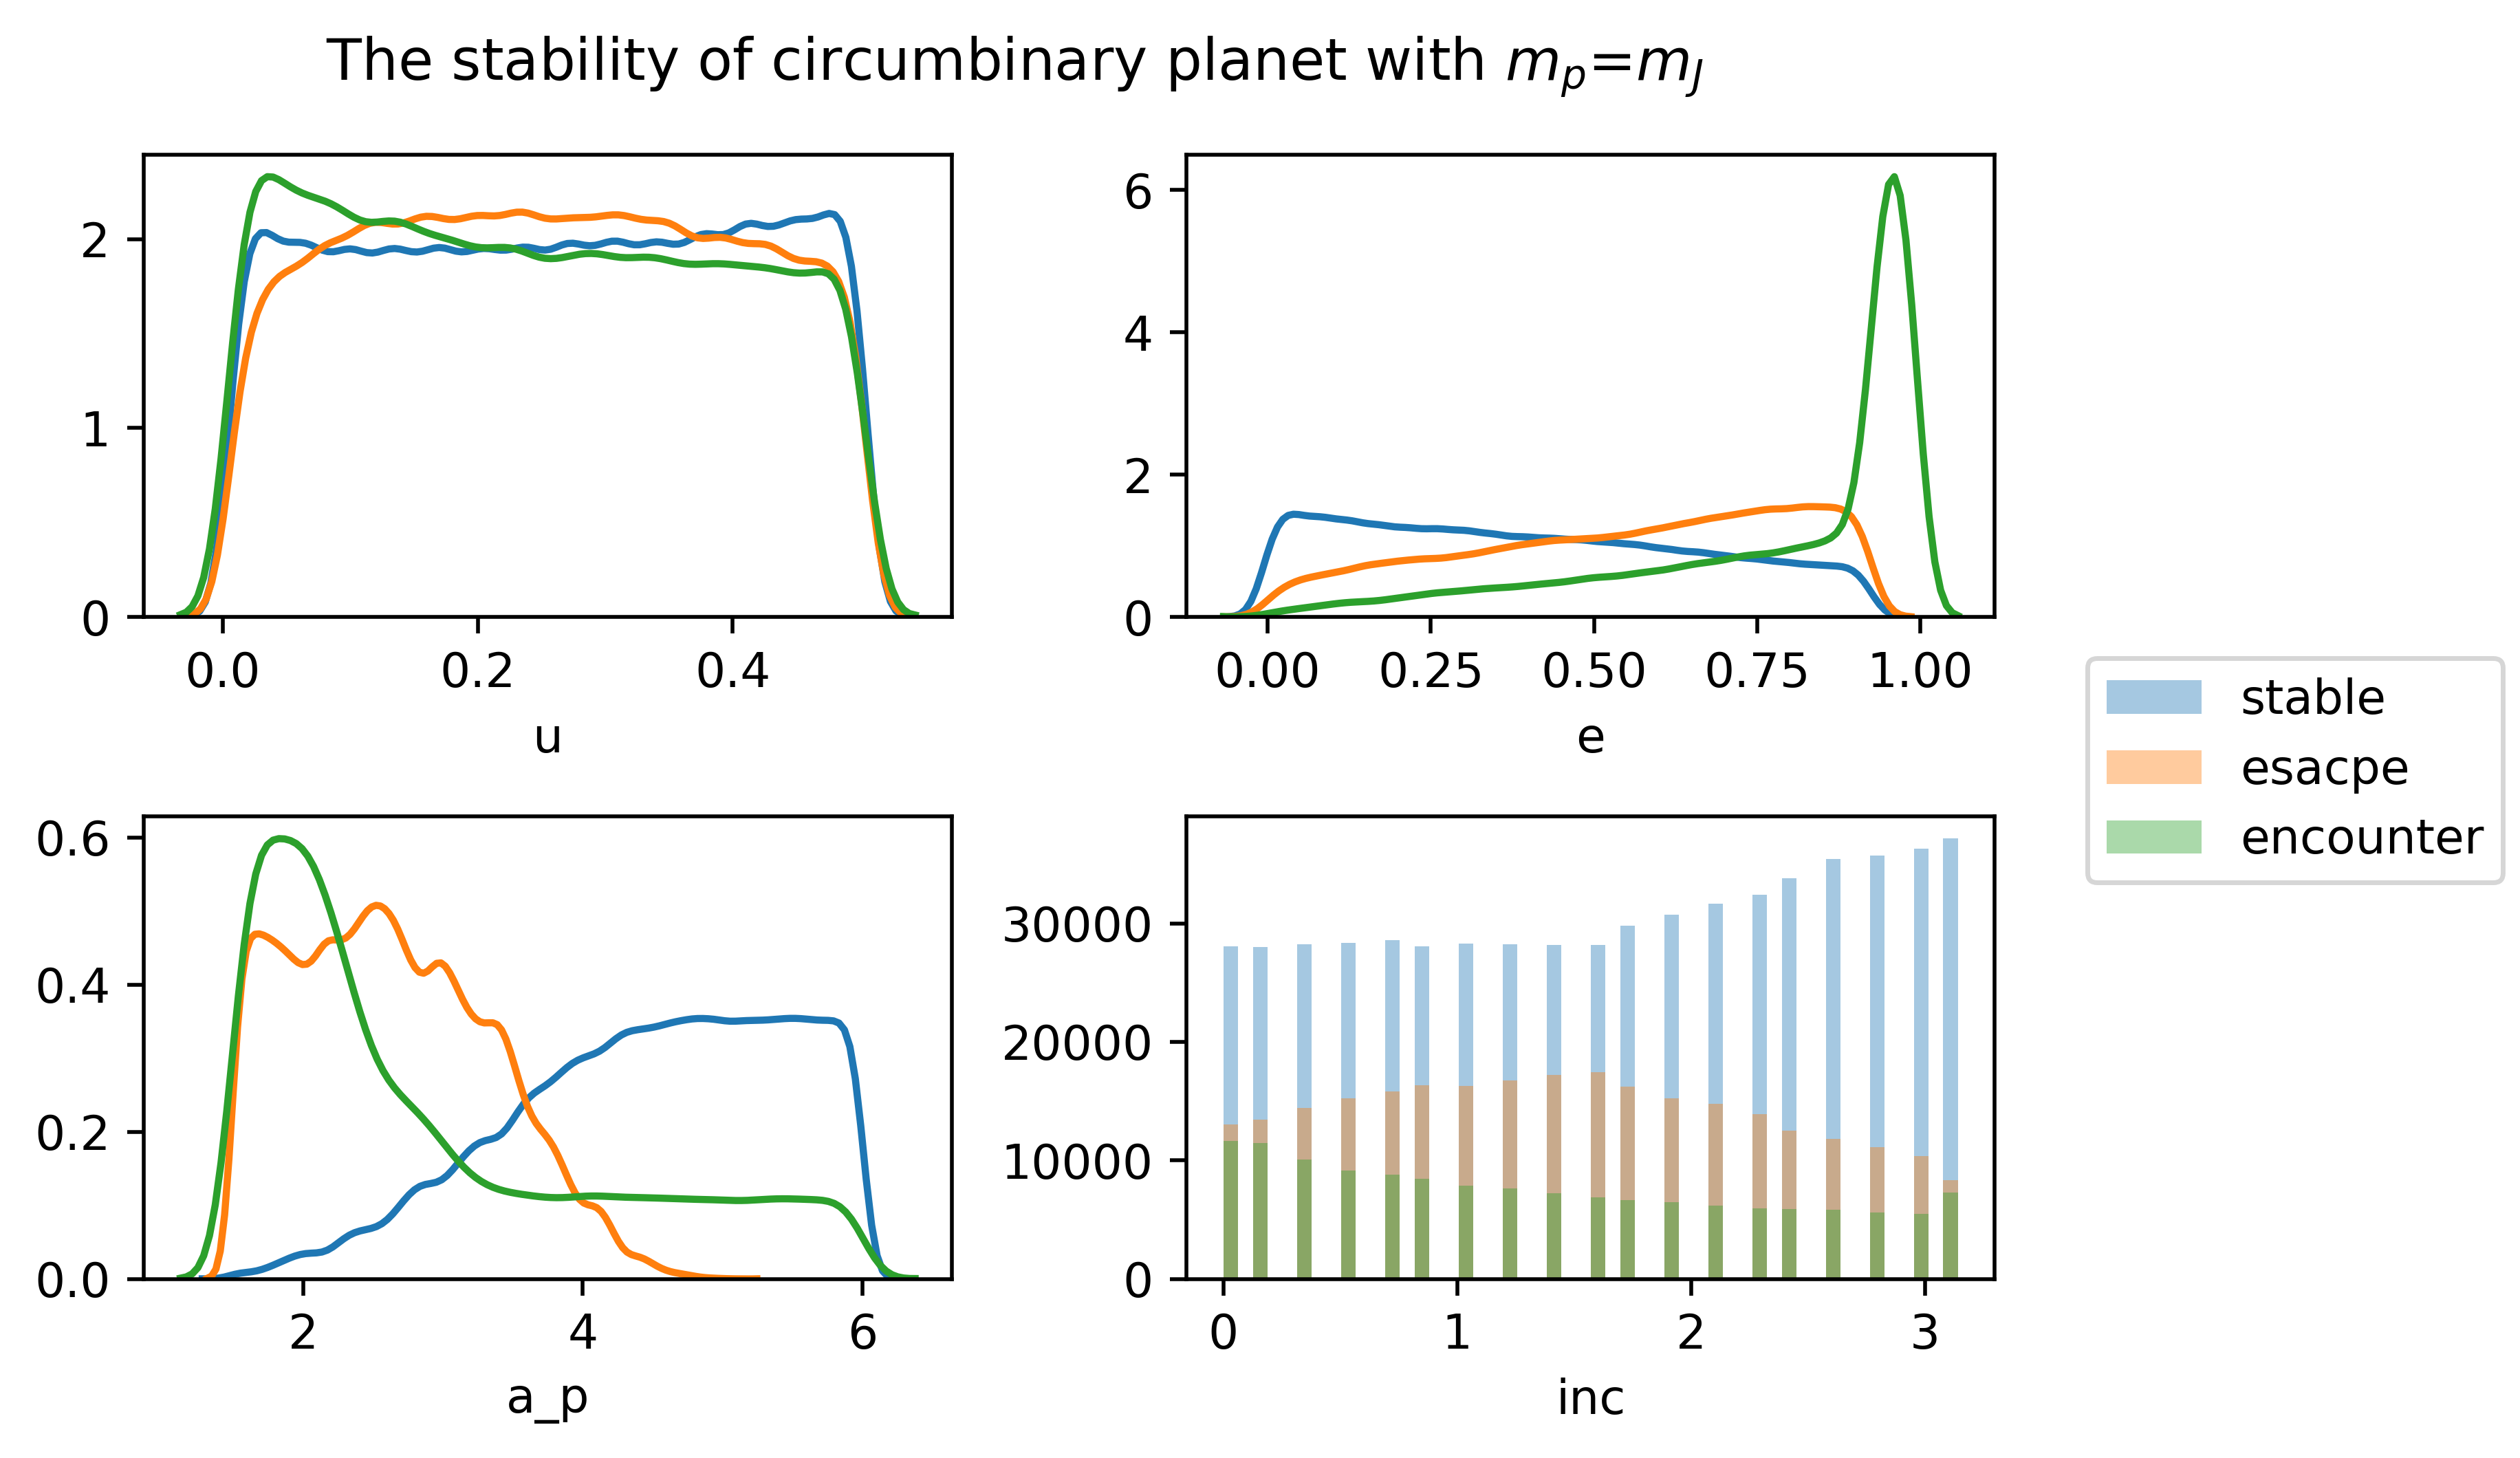 The stability of circumbinary planet with m_p=m_J
2
1
0
0.0 0.2 0.4
u
6
4
2
0
0.00 0.25 0.50 0.75 1.00
e
stable
esacpe
encounter
0.6
0.4
0.2
0.0
2 4 6
a_p
30000
20000
10000
0
0 1 2 3
inc